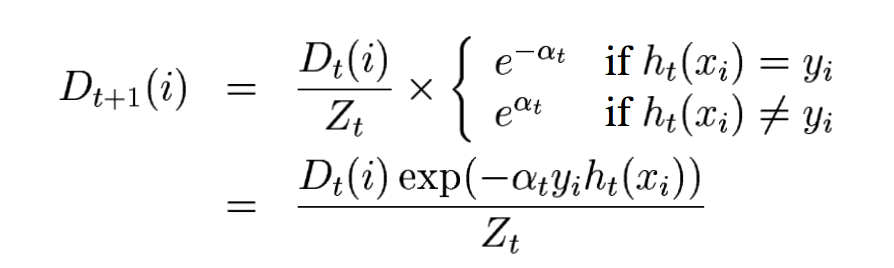 D_{t+1}(i) = \frac{D_t(i)}{Z_t} \times \begin{cases} e^{-\alpha_t} & \text{if } h_t(x_i) = y_i \\ e^{\alpha_t} & \text{if } h_t(x_i) \neq y_i \end{cases}
= \frac{D_t(i) \exp(-\alpha_t y_i h_t(x_i))}{Z_t}